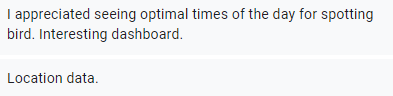 I appreciated seeing optimal times of the day for spotting
bird. Interesting dashboard.
Location data.